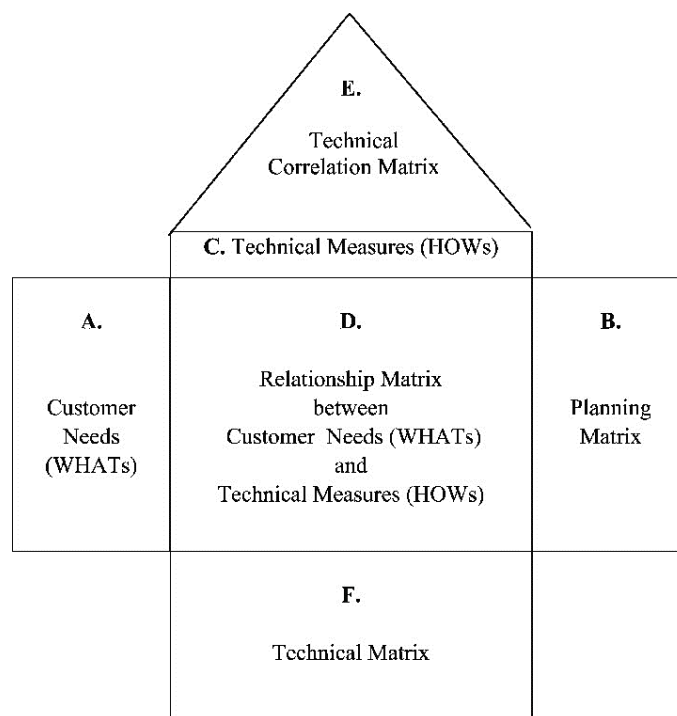 E.
Technical
Correlation Matrix
C. Technical Measures (HOWs)
A.
Customer
Needs
(WHATs)
D.
Relationship Matrix
between
Customer Needs (WHATs)
and
Technical Measures (HOWs)
B.
Planning
Matrix
F.
Technical Matrix